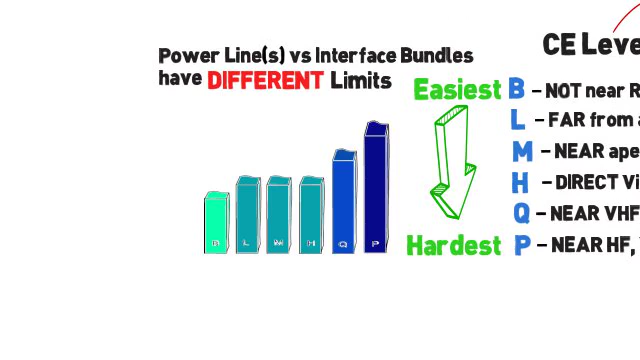 CE Leve
Power Line(s) vs Interface Bundles
have DIFFERENT Limits
Easiest
B - NOT near R
L - FAR from a
M - NEAR ape
H - DIRECT Vi
Q - NEAR VHF
Hardest
P - NEAR HF,
B L M H Q P